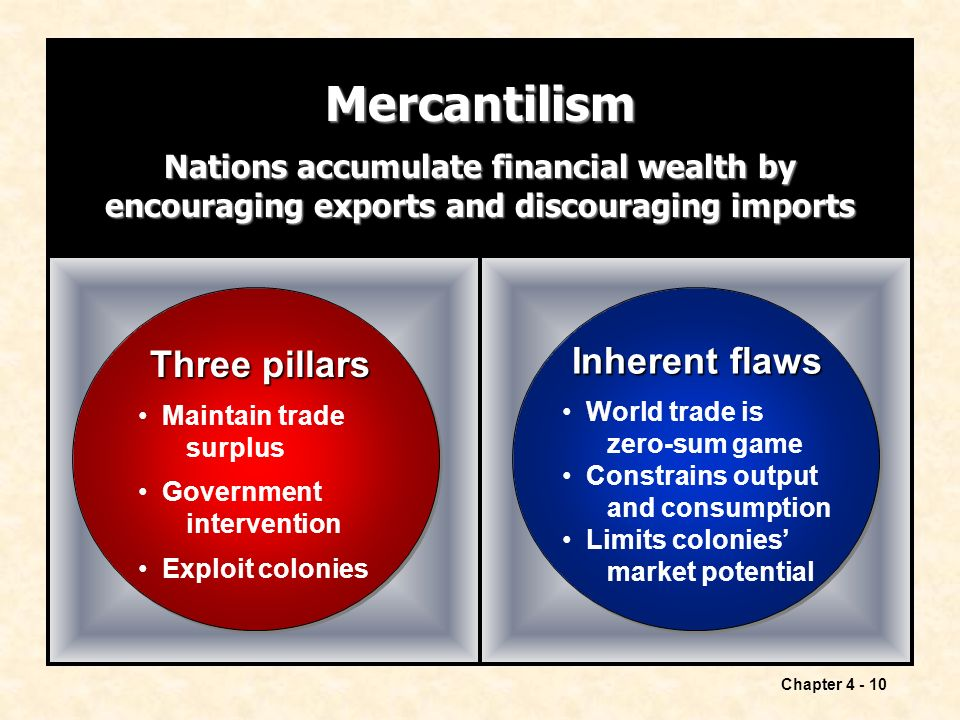 Mercantilism
Nations accumulate financial wealth by
encouraging exports and discouraging imports
Three pillars
• Maintain trade
surplus
• Government
intervention
• Exploit colonies
Inherent flaws
• World trade is
zero-sum game
• Constrains output
and consumption
• Limits colonies’
market potential
Chapter 4 - 10